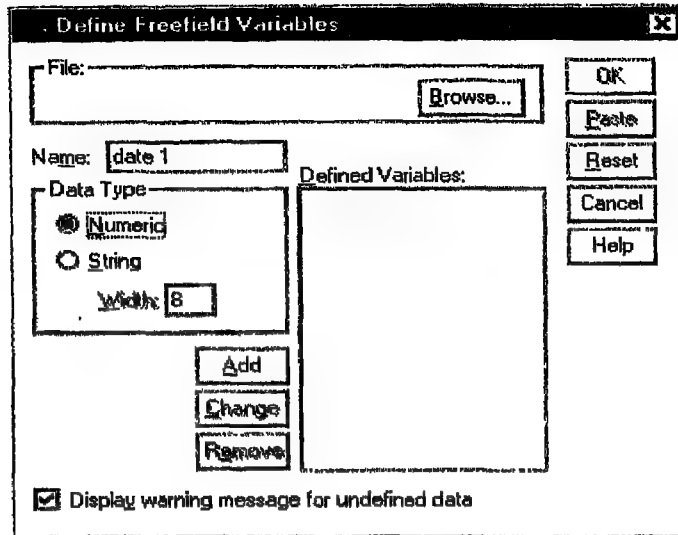 Define Freefield Variables
File:
Browse...
OK
Paste
Reset
Cancel
Help
Name: date 1
Data Type
Numeric
String
Width: 8
Defined Variables:
Add
Change
Remove
Display warning message for undefined data